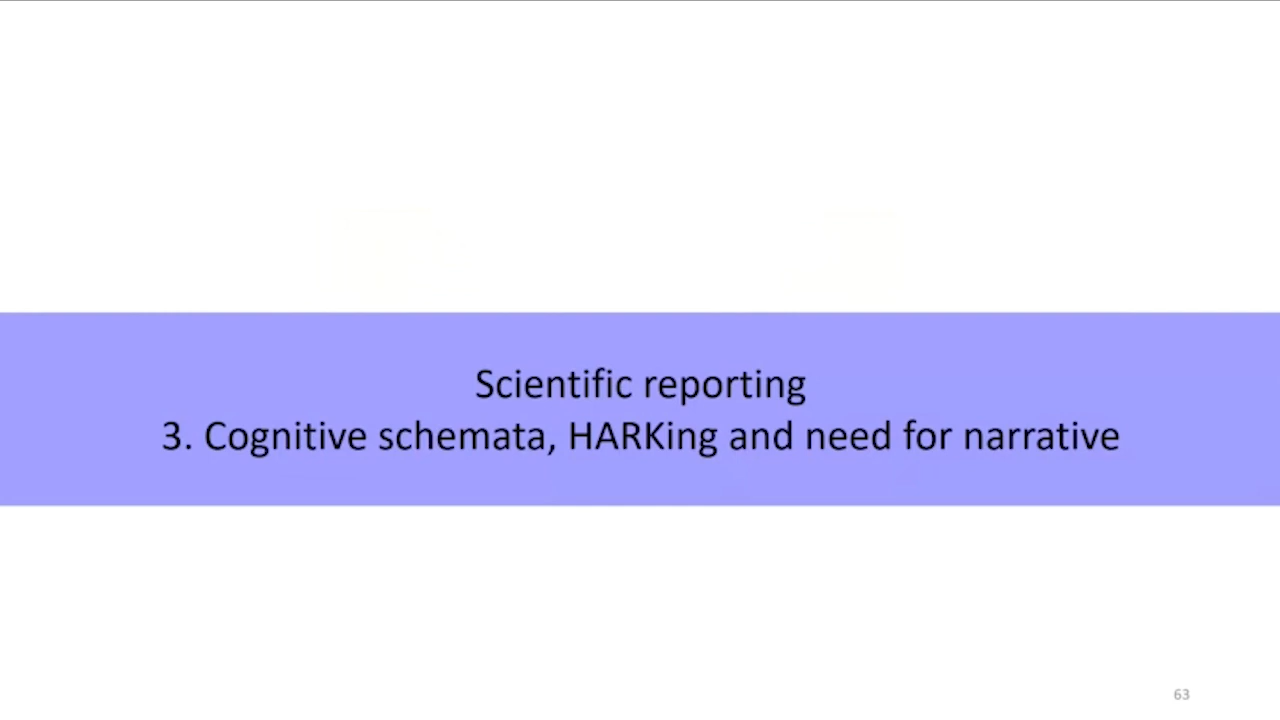 Scientific reporting
3. Cognitive schemata, HARKing and need for narrative
63